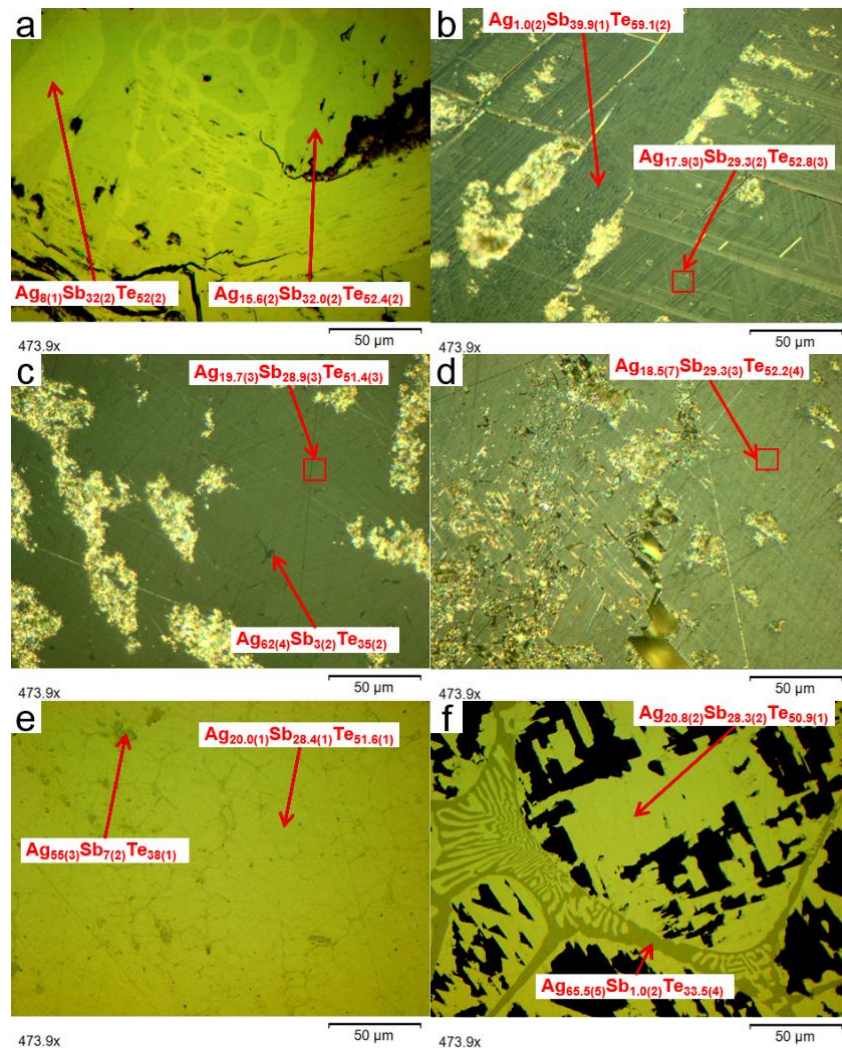 a
Ag8(1)Sb32(2)Te52(2)
Ag15.6(2)Sb32.0(2)Te52.4(2)
473.9x
50 µm
b
Ag1.0(2)Sb39.9(1)Te59.1(2)
Ag17.9(3)Sb29.3(2)Te52.8(3)
473.9x
50 µm
c
Ag19.7(3)Sb28.9(3)Te51.4(3)
Ag62(4)Sb3(2)Te35(2)
473.9x
50 µm
d
Ag18.5(7)Sb29.3(3)Te52.2(4)
473.9x
50 µm
e
Ag20.0(1)Sb28.4(1)Te51.6(1)
Ag55(3)Sb7(2)Te38(1)
473.9x
50 µm
f
Ag20.8(2)Sb28.3(2)Te50.9(1)
Ag65.5(5)Sb1.0(2)Te33.5(4)
473.9x
50 µm